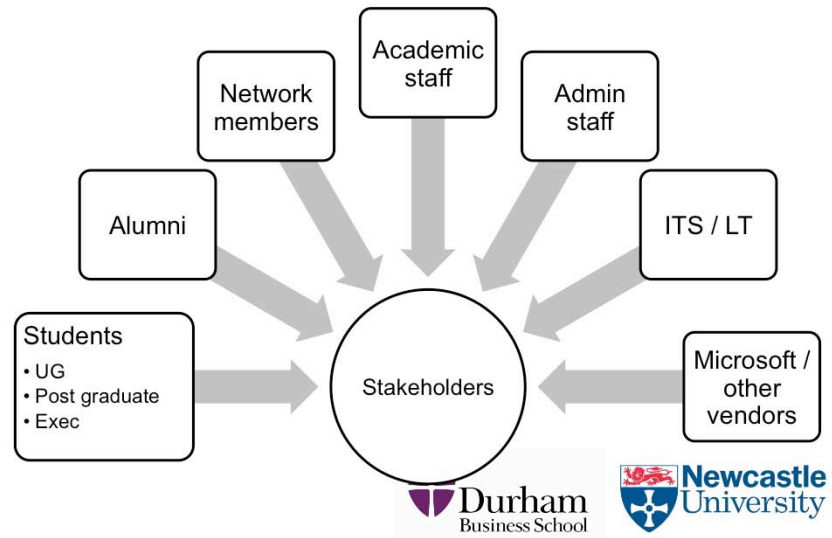 Academic
staff
Network
members
Admin
staff
Alumni
ITS / LT
Students
• UG
• Post graduate
• Exec
Stakeholders
Microsoft /
other
vendors
Durham
Business School
Newcastle
University